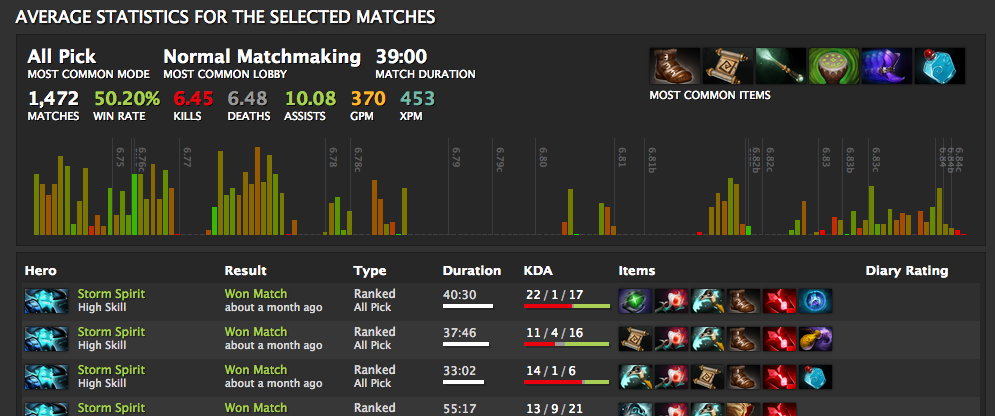 AVERAGE STATISTICS FOR THE SELECTED MATCHES
All Pick Normal Matchmaking 39:00
MOST COMMON MODE MOST COMMON LOBBY MATCH DURATION
1,472 50.20% 6.45 6.48 10.08 370 453
MATCHES WIN RATE KILLS DEATHS ASSISTS GPM XPM
MOST COMMON ITEMS
6.75 6.76c 6.77 6.78 6.78c 6.79 6.79c 6.80 6.81 6.81b 6.82b 6.82c 6.83 6.83b 6.83c 6.84 6.84b 6.84c
Hero Result Type Duration KDA Items Diary Rating
Storm Spirit Won Match Ranked 40:30 22 / 1 / 17
High Skill about a month ago All Pick
Storm Spirit Won Match Ranked 37:46 11 / 4 / 16
High Skill about a month ago All Pick
Storm Spirit Won Match Ranked 33:02 14 / 1 / 6
High Skill about a month ago All Pick
Storm Spirit Won Match Ranked 55:17 13 / 9 / 21